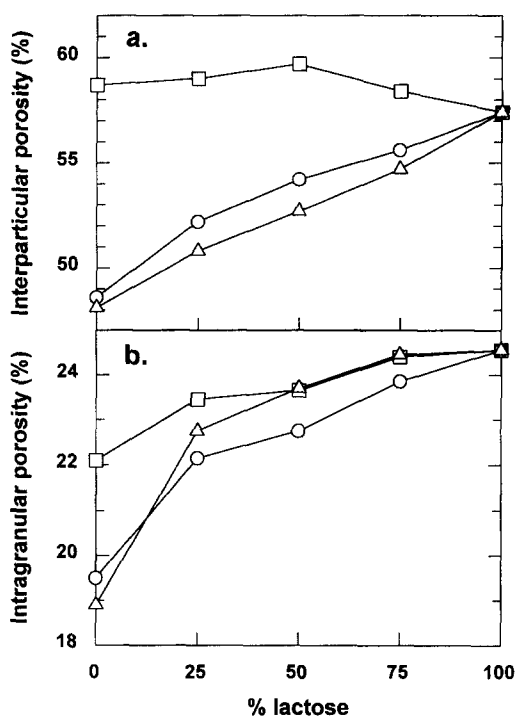 a.
60
55
50
Interparticular porosity (%)
b.
24
22
20
18
Intragranular porosity (%)
0 25 50 75 100
% lactose